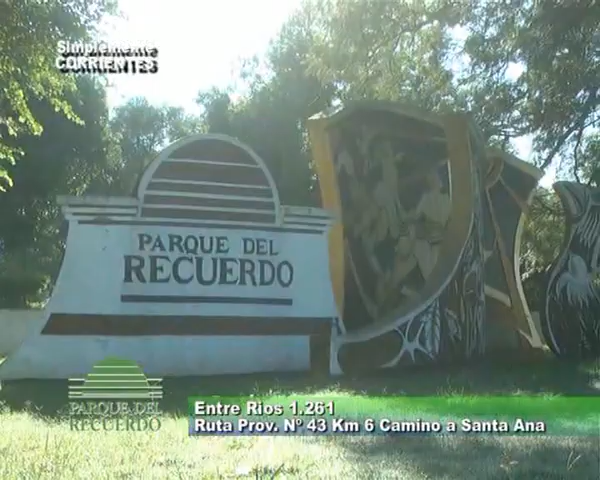 Simplemente
CORRIENTES
PARQUE DEL
RECUERDO
PARQUE DEL
RECUERDO
Entre Rios 1.261
Ruta Prov. Nº 43 Km 6 Camino a Santa Ana